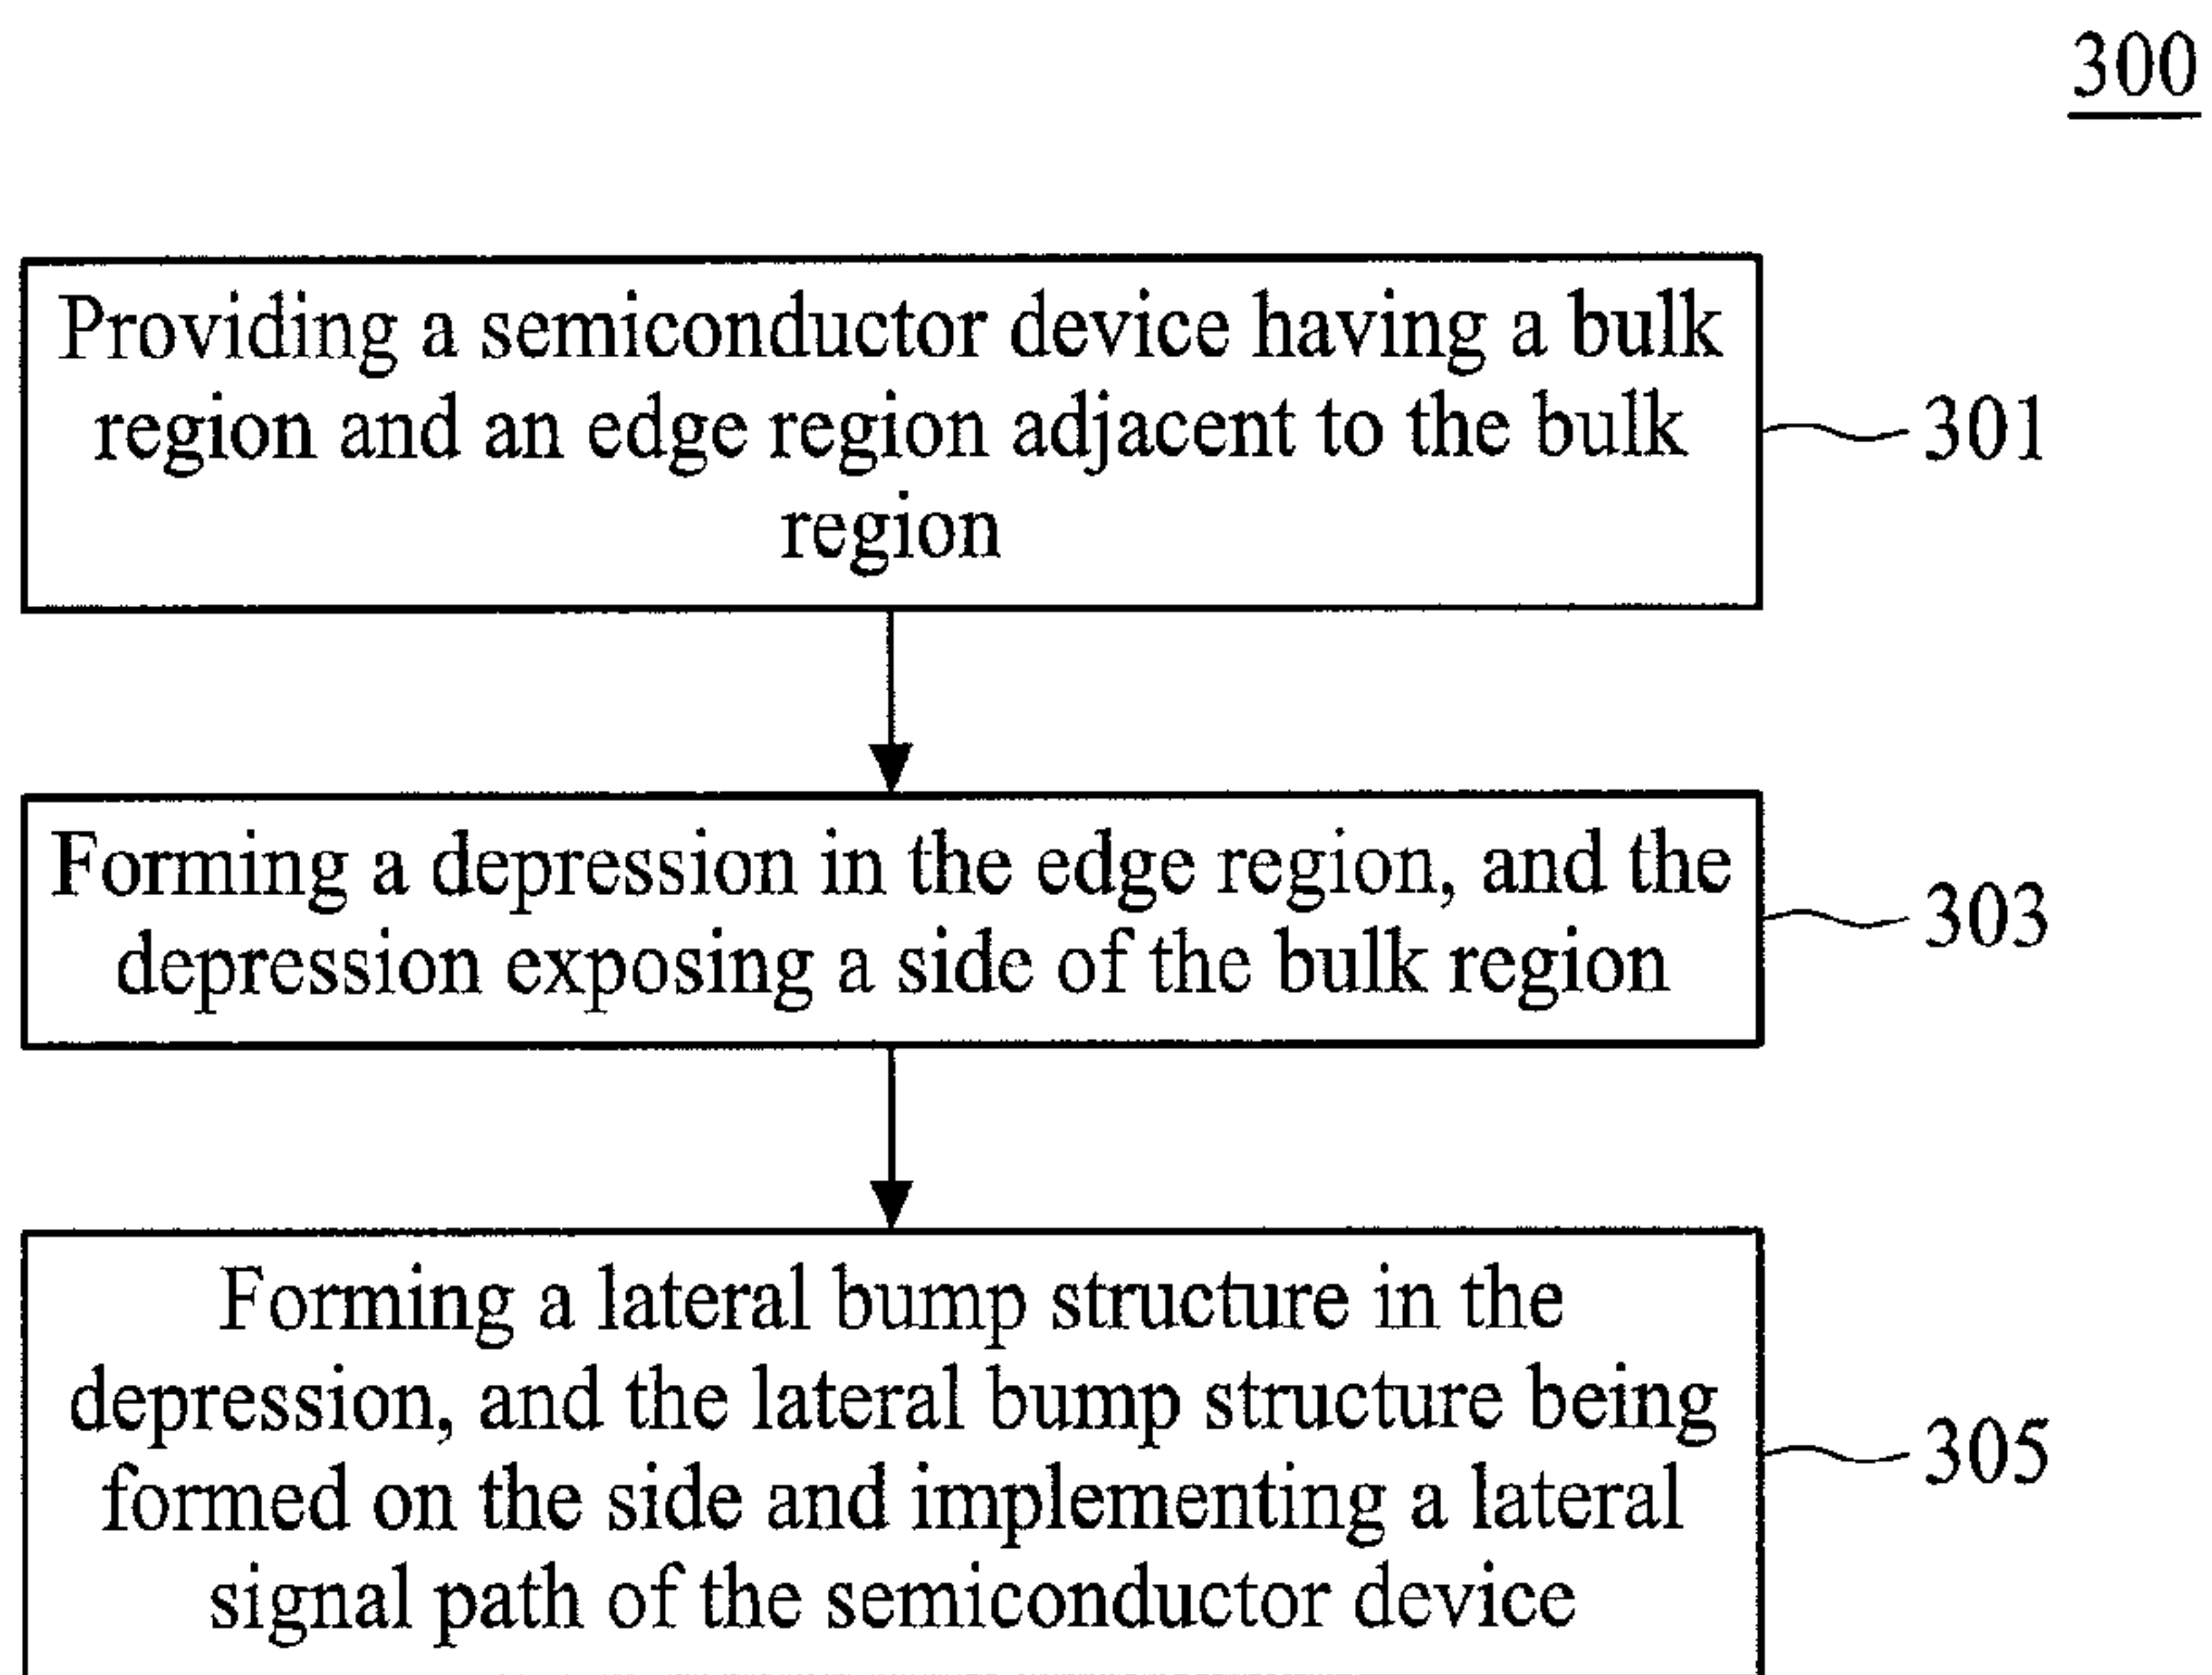 300
Providing a semiconductor device having a bulk
region and an edge region adjacent to the bulk
region
301
Forming a depression in the edge region, and the
depression exposing a side of the bulk region
303
Forming a lateral bump structure in the
depression, and the lateral bump structure being
formed on the side and implementing a lateral
signal path of the semiconductor device
305